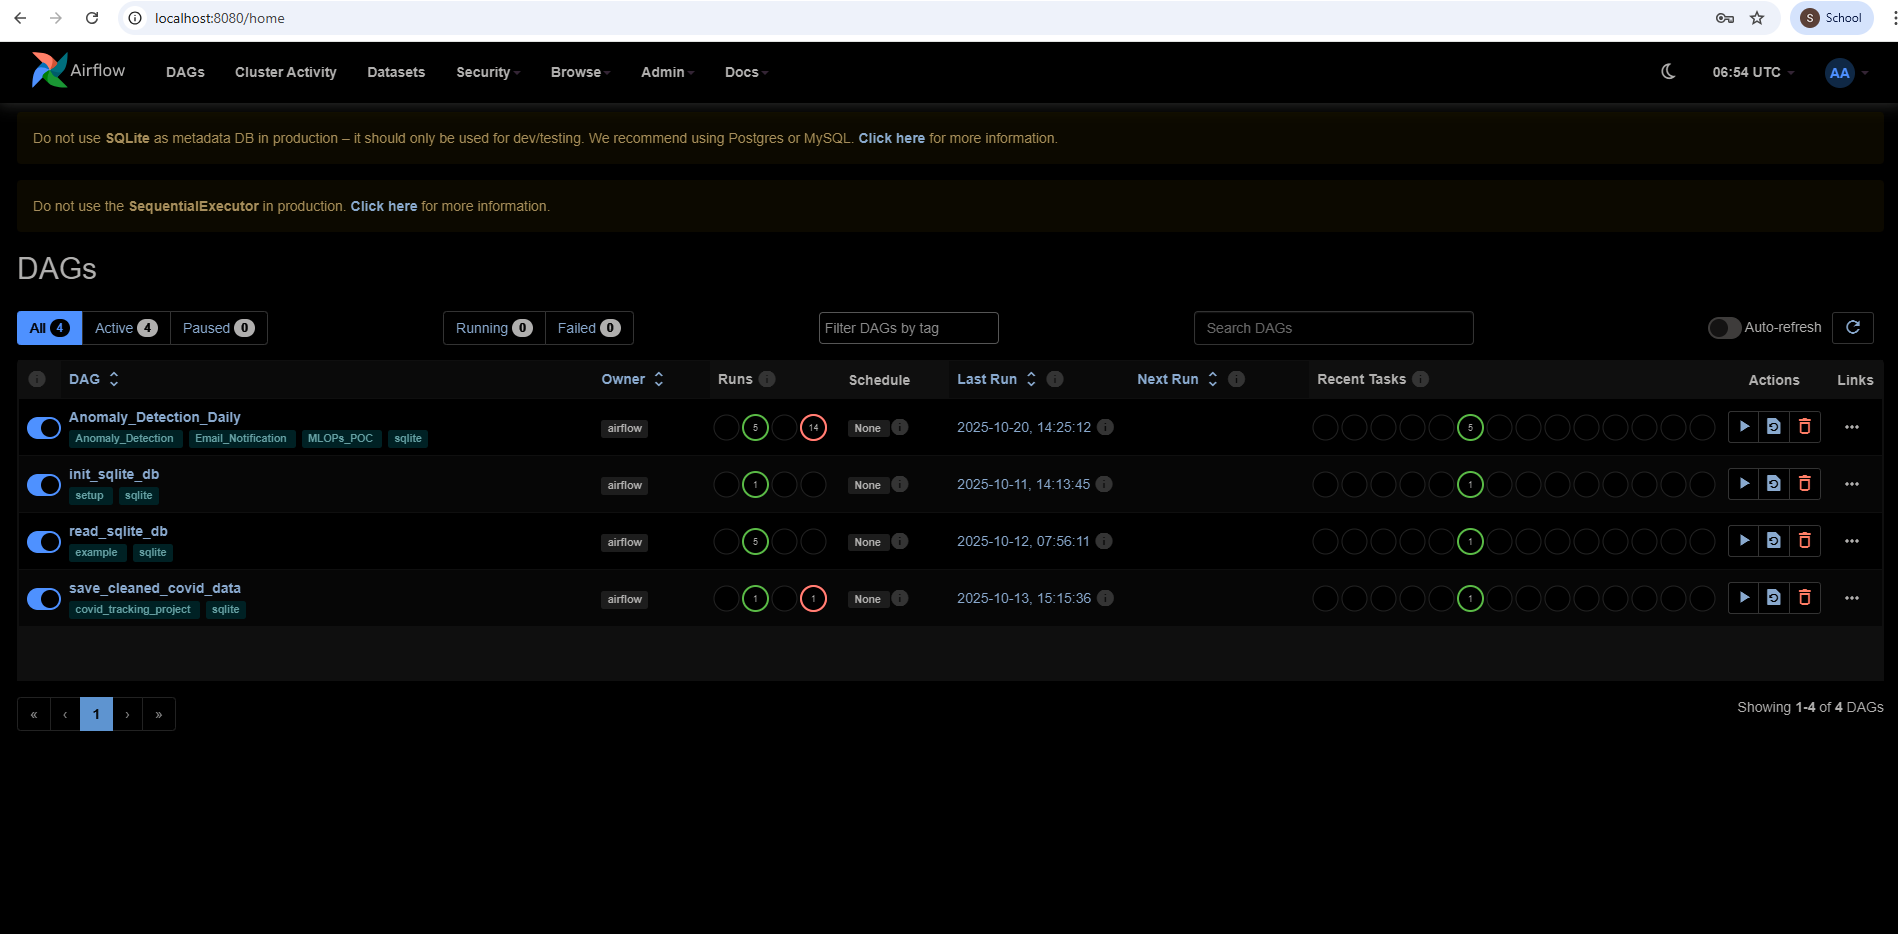 localhost:8080/home
S School
Airflow DAGs Cluster Activity Datasets Security Browse Admin Docs 06:54 UTC AA
Do not use SQLite as metadata DB in production – it should only be used for dev/testing. We recommend using Postgres or MySQL. Click here for more information.
Do not use the SequentialExecutor in production. Click here for more information.
DAGs
All 4 Active 4 Paused 0 Running 0 Failed 0 Filter DAGs by tag Search DAGs Auto-refresh
i DAG Owner Runs i Schedule Last Run i Next Run i Recent Tasks i Actions Links
Anomaly_Detection_Daily
Anomaly_Detection Email_Notification MLOPs_POC sqlite
airflow 5 14 None i 2025-10-20, 14:25:12 i 5
init_sqlite_db
setup sqlite
airflow 1 None i 2025-10-11, 14:13:45 i 1
read_sqlite_db
example sqlite
airflow 5 None i 2025-10-12, 07:56:11 i 1
save_cleaned_covid_data
covid_tracking_project sqlite
airflow 1 1 None i 2025-10-13, 15:15:36 i 1
« ‹ 1 › »
Showing 1-4 of 4 DAGs